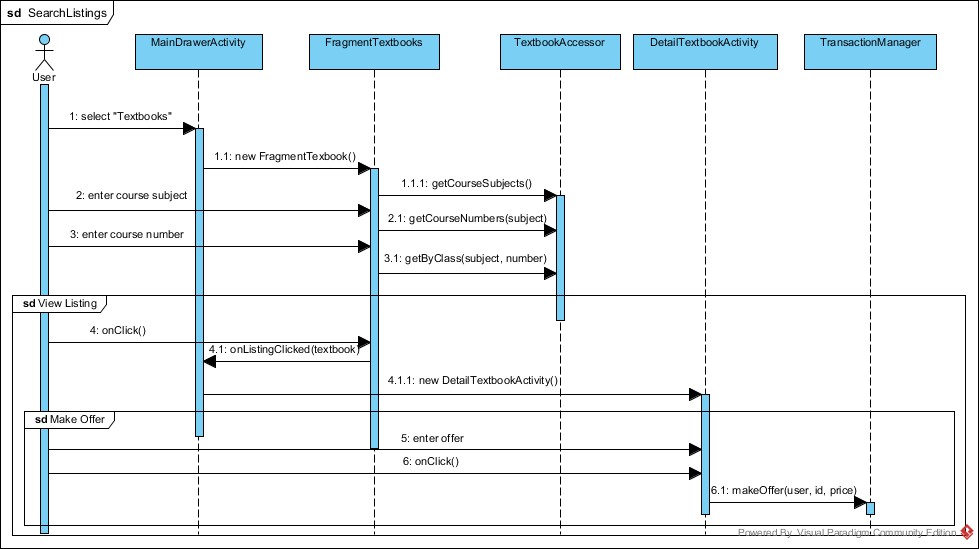 sd SearchListings
MainDrawerActivity
FragmentTextbooks
TextbookAccessor
DetailTextbookActivity
TransactionManager
User
1: select "Textbooks"
1.1: new FragmentTexbook()
1.1.1: getCourseSubjects()
2: enter course subject
2.1: getCourseNumbers(subject)
3: enter course number
3.1: getByClass(subject, number)
sd View Listing
4: onClick()
4.1: onListingClicked(textbook)
4.1.1: new DetailTextbookActivity()
sd Make Offer
5: enter offer
6: onClick()
6.1: makeOffer(user, id, price)
Powered By Visual Paradigm Community Edition